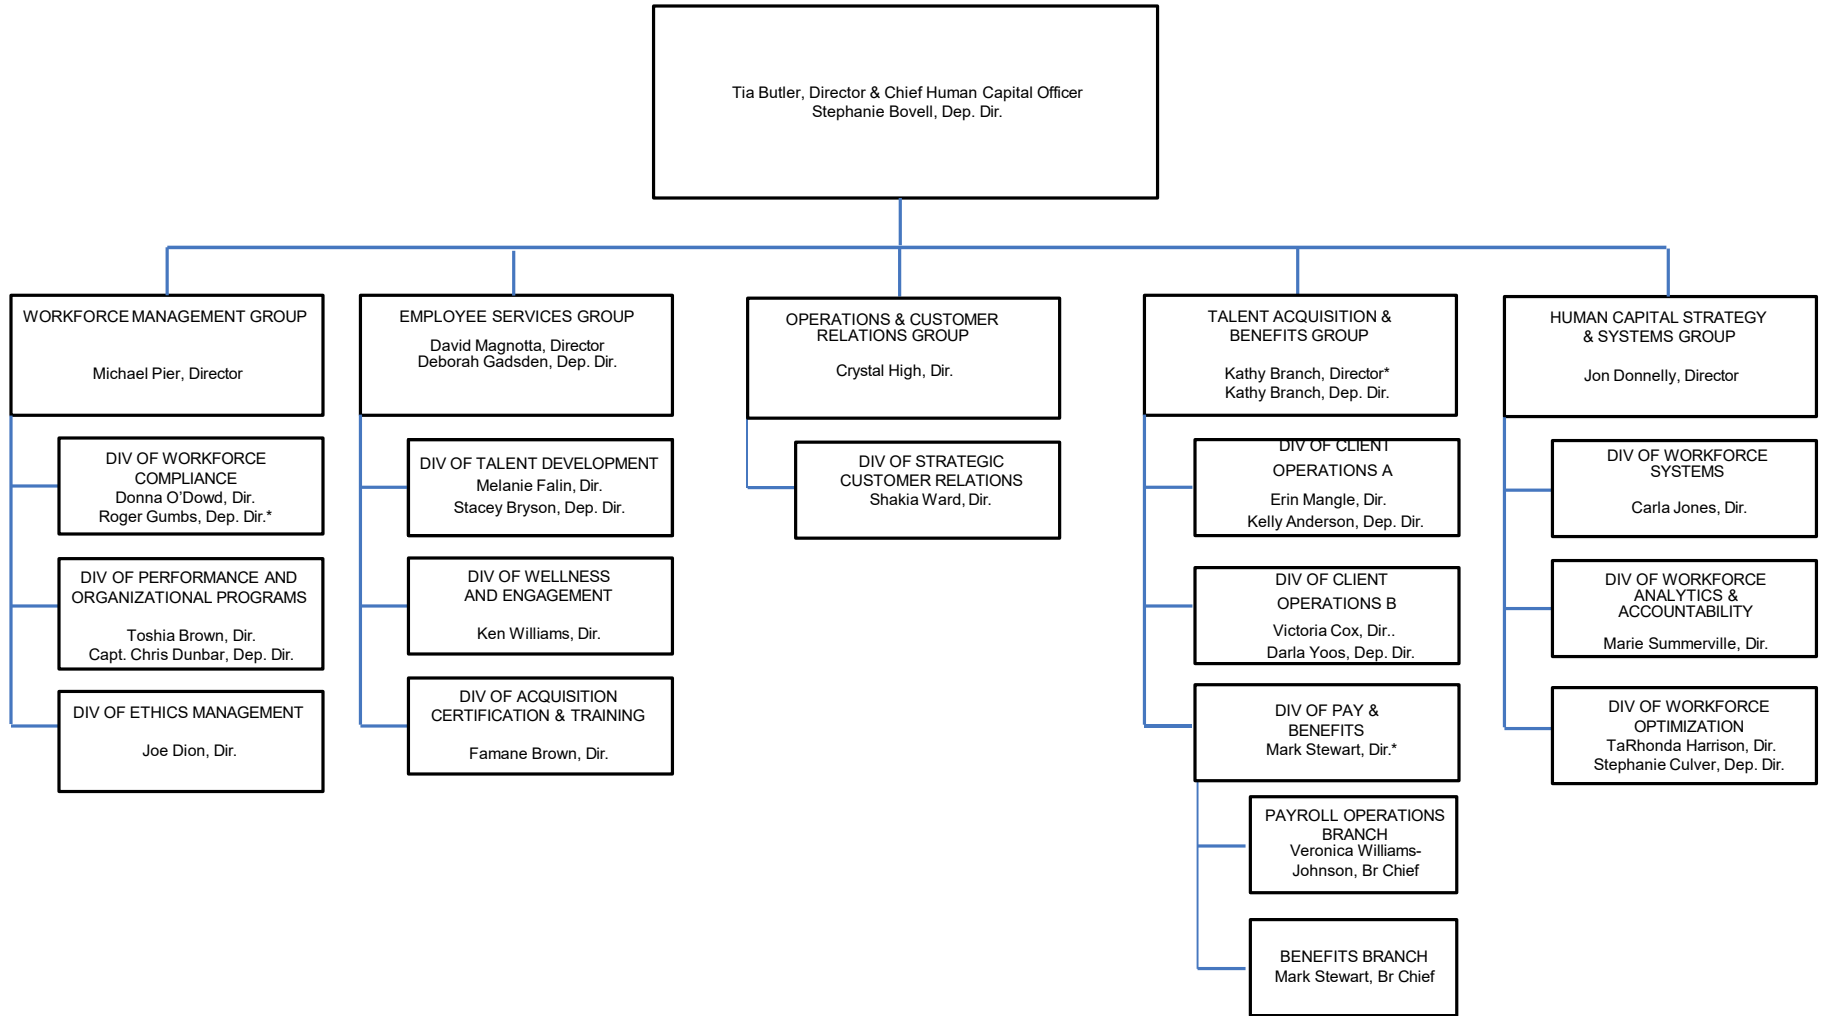 Tia Butler, Director & Chief Human Capital Officer
Stephanie Bovell, Dep. Dir.
WORKFORCE MANAGEMENT GROUP
Michael Pier, Director
DIV OF WORKFORCE
COMPLIANCE
Donna O’Dowd, Dir.
Roger Gumbs, Dep. Dir.*
DIV OF PERFORMANCE AND
ORGANIZATIONAL PROGRAMS
Toshia Brown, Dir.
Capt. Chris Dunbar, Dep. Dir.
DIV OF ETHICS MANAGEMENT
Joe Dion, Dir.
EMPLOYEE SERVICES GROUP
David Magnotta, Director
Deborah Gadsden, Dep. Dir.
DIV OF TALENT DEVELOPMENT
Melanie Falin, Dir.
Stacey Bryson, Dep. Dir.
DIV OF WELLNESS
AND ENGAGEMENT
Ken Williams, Dir.
DIV OF ACQUISITION
CERTIFICATION & TRAINING
Famane Brown, Dir.
OPERATIONS & CUSTOMER
RELATIONS GROUP
Crystal High, Dir.
DIV OF STRATEGIC
CUSTOMER RELATIONS
Shakia Ward, Dir.
TALENT ACQUISITION &
BENEFITS GROUP
Kathy Branch, Director*
Kathy Branch, Dep. Dir.
DIV OF CLIENT
OPERATIONS A
Erin Mangle, Dir.
Kelly Anderson, Dep. Dir.
DIV OF CLIENT
OPERATIONS B
Victoria Cox, Dir..
Darla Yoos, Dep. Dir.
DIV OF PAY &
BENEFITS
Mark Stewart, Dir.*
PAYROLL OPERATIONS
BRANCH
Veronica Williams-
Johnson, Br Chief
BENEFITS BRANCH
Mark Stewart, Br Chief
HUMAN CAPITAL STRATEGY
& SYSTEMS GROUP
Jon Donnelly, Director
DIV OF WORKFORCE
SYSTEMS
Carla Jones, Dir.
DIV OF WORKFORCE
ANALYTICS &
ACCOUNTABILITY
Marie Summerville, Dir.
DIV OF WORKFORCE
OPTIMIZATION
TaRhonda Harrison, Dir.
Stephanie Culver, Dep. Dir.